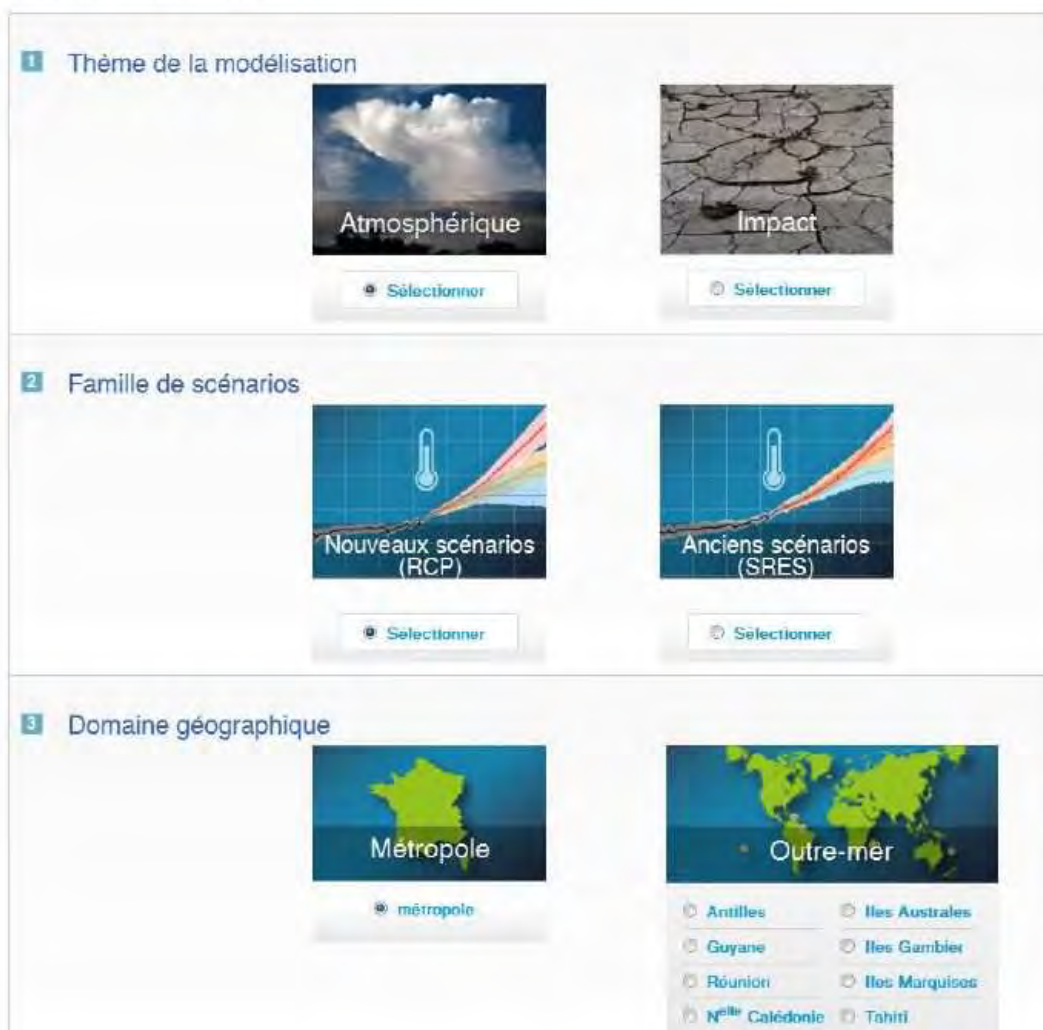 1 Thème de la modélisation
Atmosphérique
Impact
Sélectionner
Sélectionner
2 Famille de scénarios
Nouveaux scénarios
(RCP)
Anciens scénarios
(SRES)
Sélectionner
Sélectionner
3 Domaine géographique
Métropole
Outre-mer
métropole
Antilles
Iles Australes
Guyane
Iles Gambier
Réunion
Iles Marquises
Nelle Calédonie
Tahiti